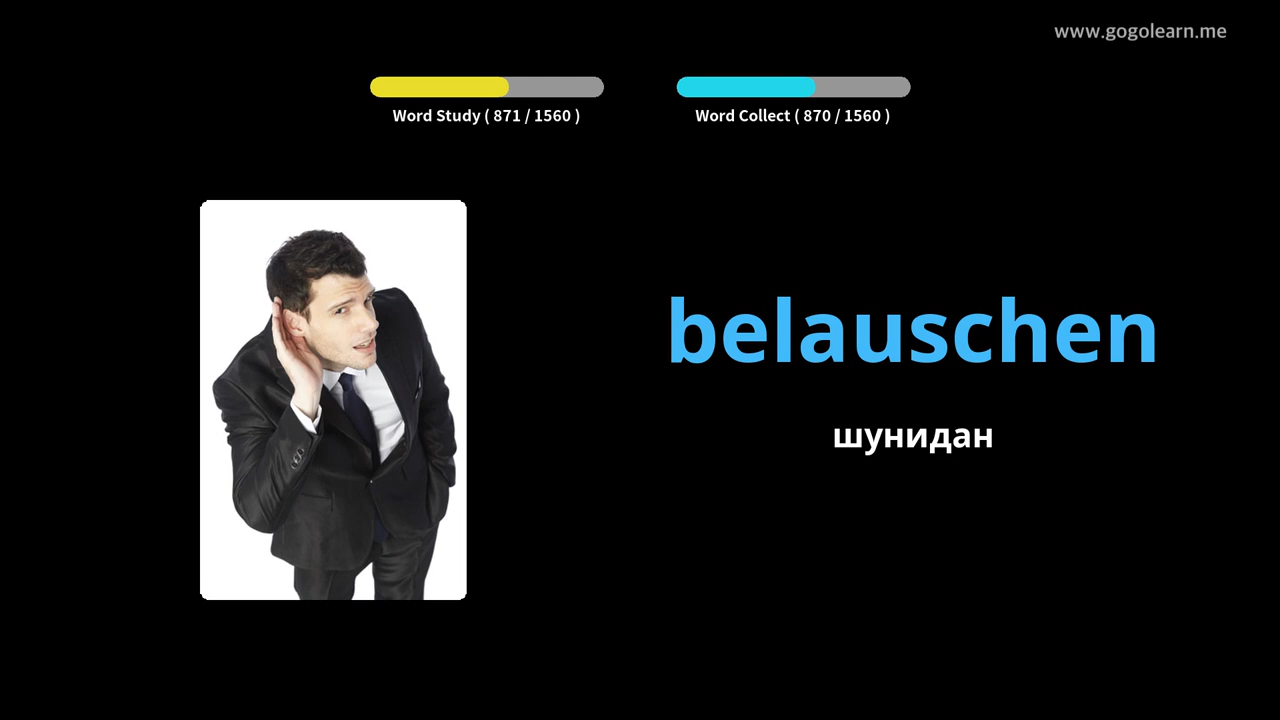 www.gogolearn.me
Word Study ( 871 / 1560 )
Word Collect ( 870 / 1560 )
belauschen
шунидан